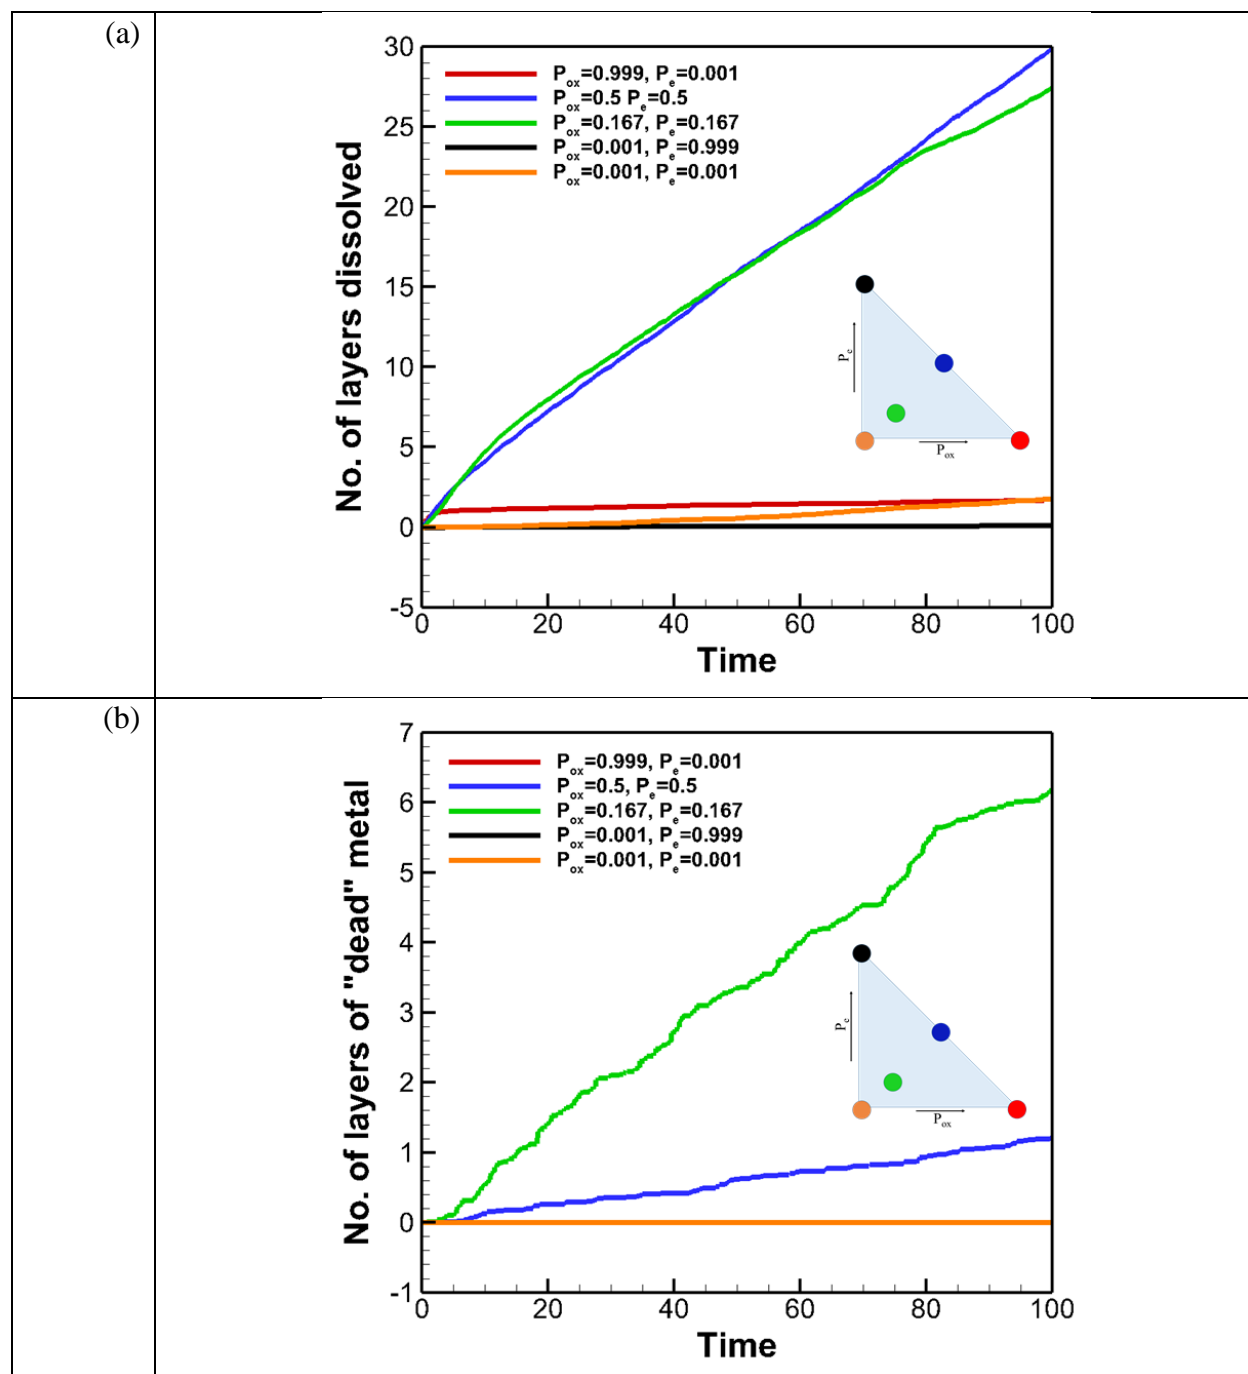 (a)
30
25
20
15
10
5
0
-5
No. of layers dissolved
Pox=0.999, Pe=0.001
Pox=0.5 Pe=0.5
Pox=0.167, Pe=0.167
Pox=0.001, Pe=0.999
Pox=0.001, Pe=0.001
Pe
Pox
0 20 40 60 80 100
Time
(b)
7
6
5
4
3
2
1
0
-1
No. of layers of "dead" metal
Pox=0.999, Pe=0.001
Pox=0.5, Pe=0.5
Pox=0.167, Pe=0.167
Pox=0.001, Pe=0.999
Pox=0.001, Pe=0.001
Pe
Pox
0 20 40 60 80 100
Time